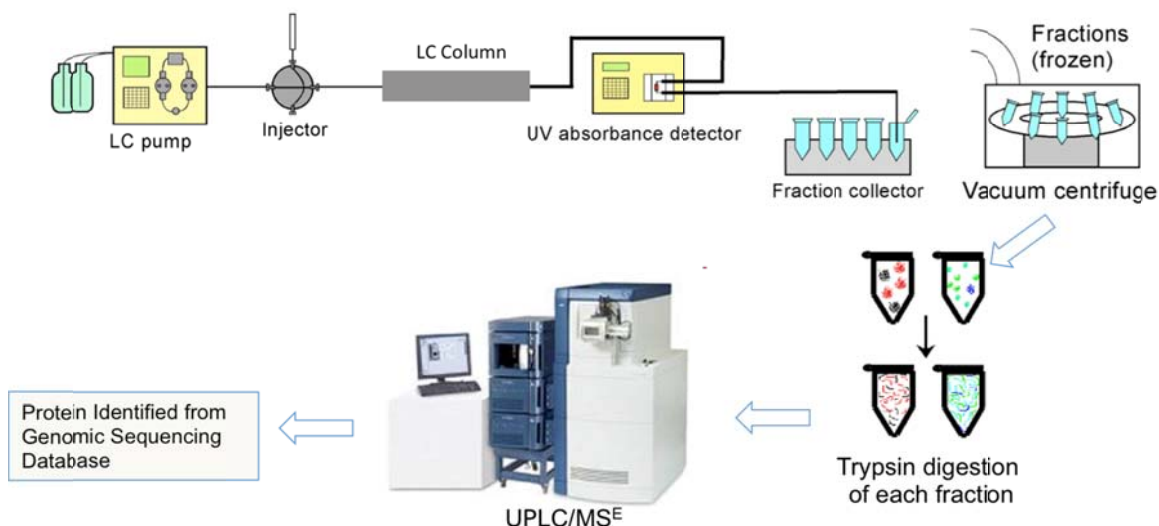 LC Column
Fractions
(frozen)
LC pump
Injector
UV absorbance detector
Fraction collector
Vacuum centrifuge
Trypsin digestion
of each fraction
UPLC/MSᴱ
Protein Identified from
Genomic Sequencing
Database